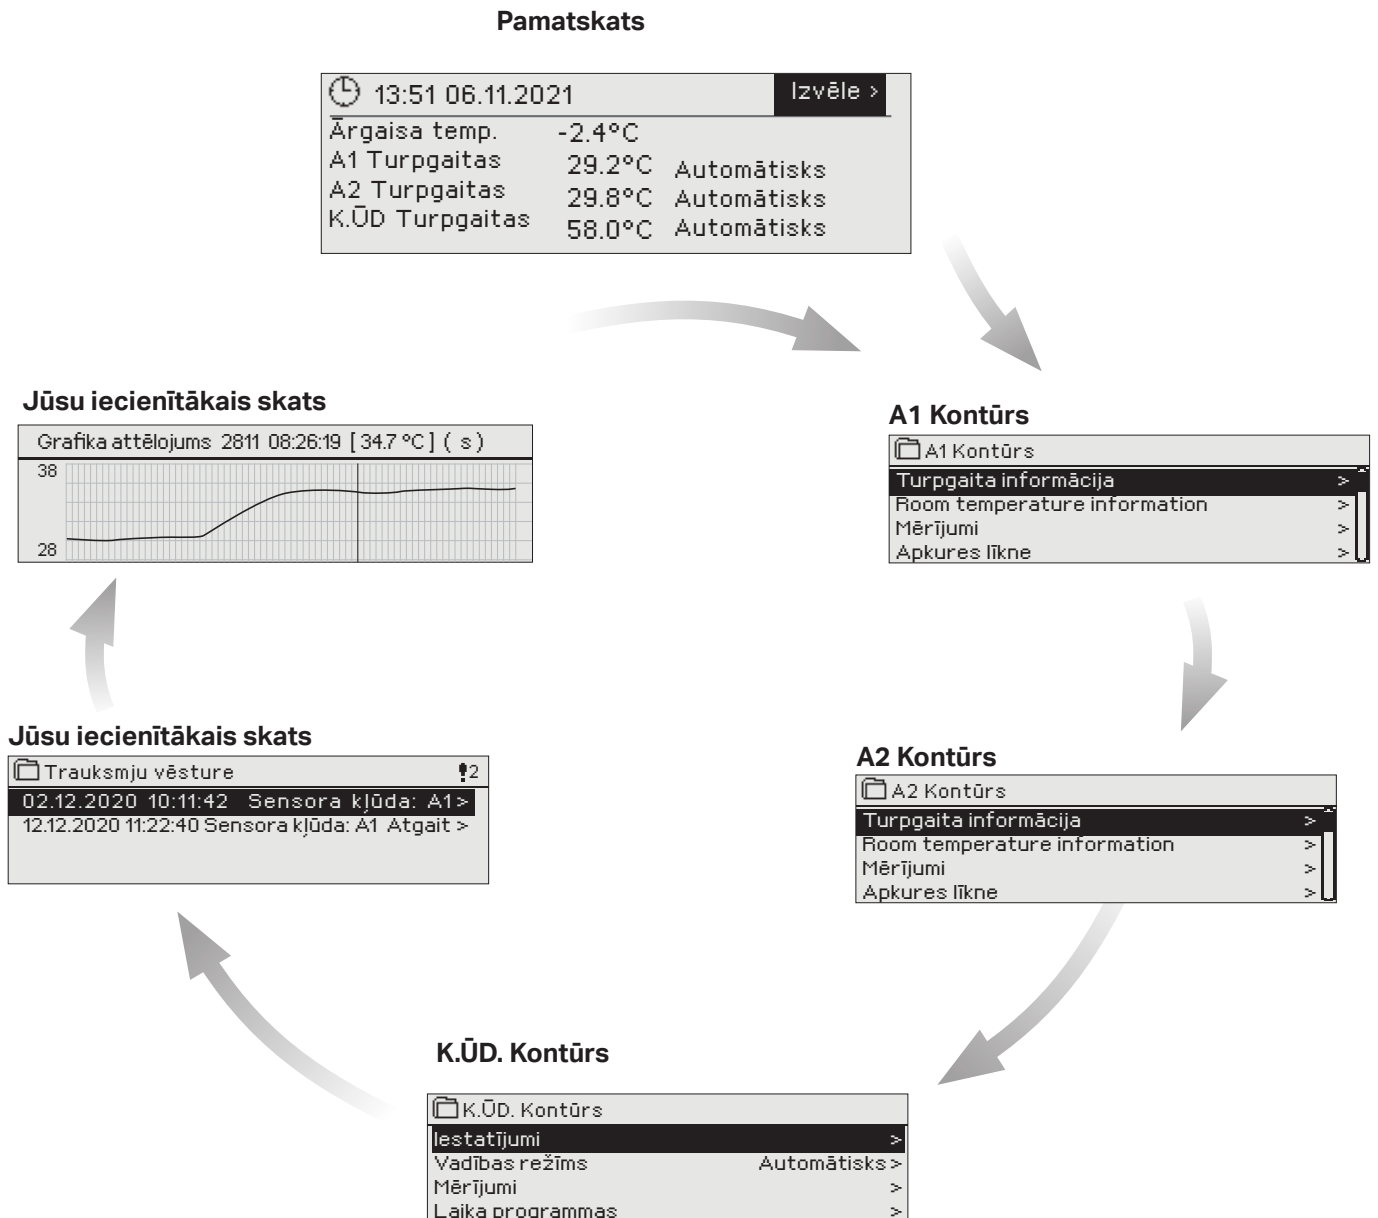 Pamatskats
13:51 06.11.2021 Izvēle >
Ārgaisa temp. -2.4°C
A1 Turpgaitas 29.2°C Automātisks
A2 Turpgaitas 29.8°C Automātisks
K.ŪD Turpgaitas 58.0°C Automātisks
Jūsu iecienītākais skats
Grafika attēlojums 2811 08:26:19 [ 34.7 °C ] ( s )
38
28
A1 Kontūrs
A1 Kontūrs
Turpgaita informācija >
Room temperature information >
Mērījumi >
Apkures līkne >
Jūsu iecienītākais skats
Trauksmju vēsture 2
02.12.2020 10:11:42 Sensora kļūda: A1>
12.12.2020 11:22:40 Sensora kļūda: A1 Atgait >
A2 Kontūrs
A2 Kontūrs
Turpgaita informācija >
Room temperature information >
Mērījumi >
Apkures līkne >
K.ŪD. Kontūrs
K.ŪD. Kontūrs
Iestatījumi >
Vadības režīms Automātisks>
Mērījumi >
Laika programmas >